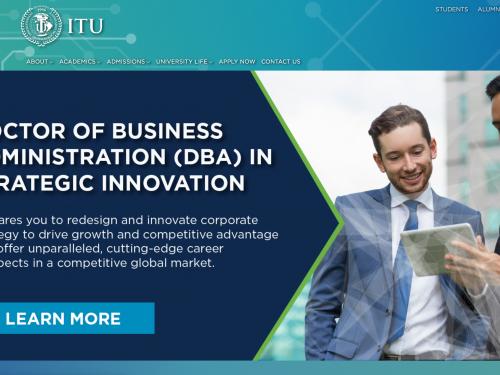 STUDENTS ALUMN
ITU
ABOUT ACADEMICS ADMISSIONS UNIVERSITY LIFE APPLY NOW CONTACT US
OCTOR OF BUSINESS
MINISTRATION (DBA) IN
RATEGIC INNOVATION
ares you to redesign and innovate corporate
egy to drive growth and competitive advantage
offer unparalleled, cutting-edge career
pects in a competitive global market.
LEARN MORE